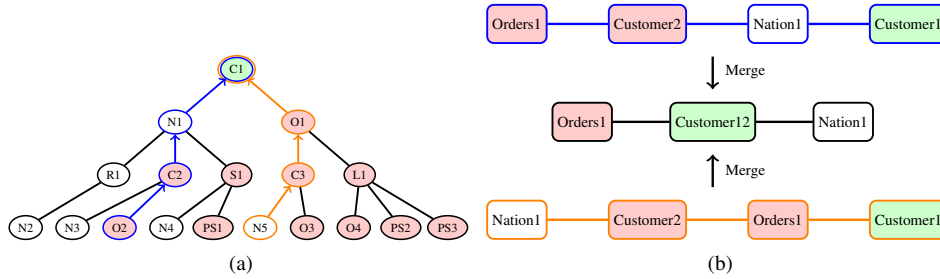 C1
N1
O1
R1
C2
S1
C3
L1
N2
N3
O2
N4
PS1
N5
O3
O4
PS2
PS3
(a)
Orders1
Customer2
Nation1
Customer1
Merge
Orders1
Customer12
Nation1
Merge
Nation1
Customer2
Orders1
Customer1
(b)